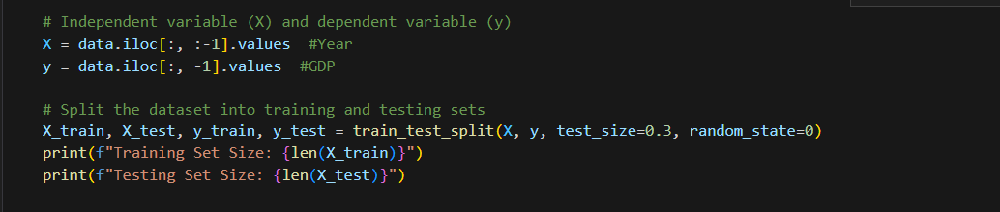 # Independent variable (X) and dependent variable (y)
X = data.iloc[:, :-1].values  #Year
y = data.iloc[:, -1].values  #GDP
# Split the dataset into training and testing sets
X_train, X_test, y_train, y_test = train_test_split(X, y, test_size=0.3, random_state=0)
print(f"Training Set Size: {len(X_train)}")
print(f"Testing Set Size: {len(X_test)}")